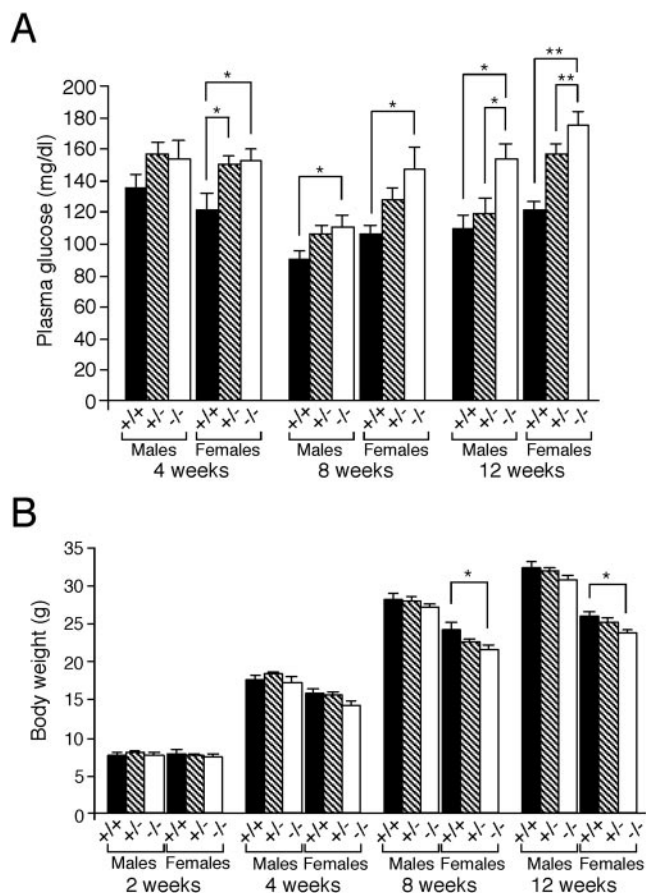 A
200
180
160
140
120
100
80
60
40
20
0
Plasma glucose (mg/dl)
* * * * * * ** **
+/+ +/- -/- +/+ +/- -/- +/+ +/- -/- +/+ +/- -/- +/+ +/- -/- +/+ +/- -/-
Males Females Males Females Males Females
4 weeks 8 weeks 12 weeks
B
35
30
25
20
15
10
5
0
Body weight (g)
* *
+/+ +/- -/- +/+ +/- -/- +/+ +/- -/- +/+ +/- -/- +/+ +/- -/- +/+ +/- -/- +/+ +/- -/- +/+ +/- -/-
Males Females Males Females Males Females Males Females
2 weeks 4 weeks 8 weeks 12 weeks